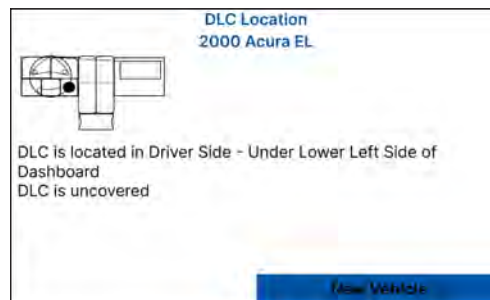 DLC Location
2000 Acura EL
DLC is located in Driver Side - Under Lower Left Side of
Dashboard
DLC is uncovered
New Vehicle